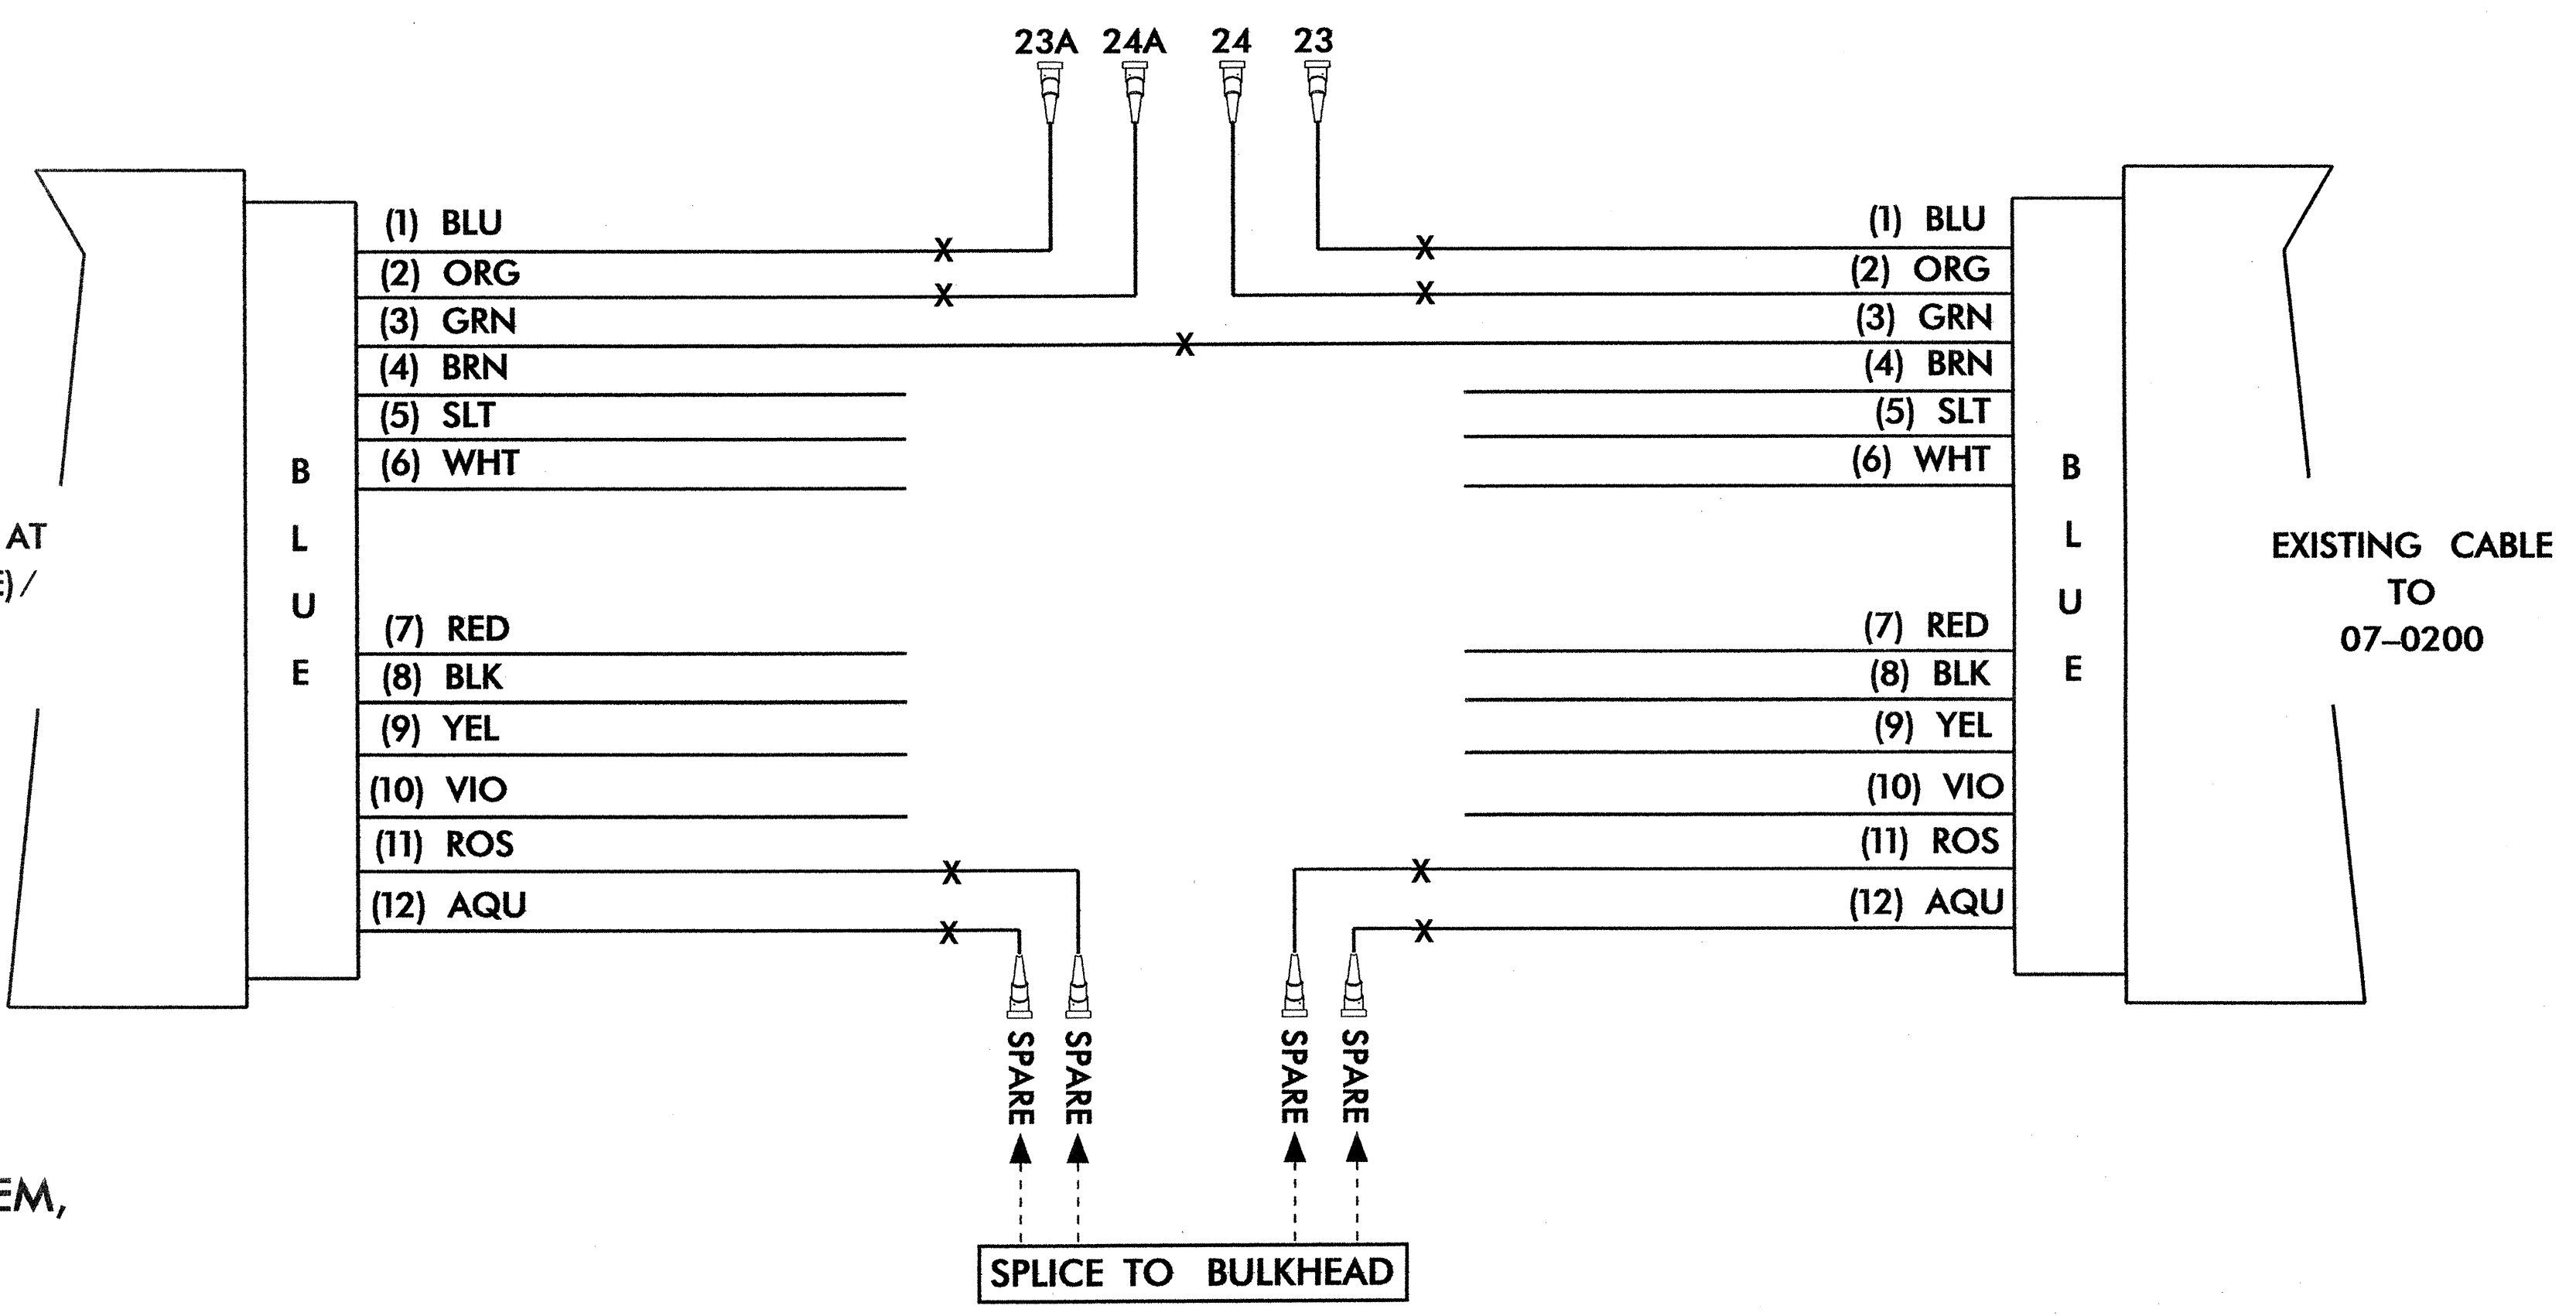 23A 24A 24 23
(1) BLU
(2) ORG
(3) GRN
(4) BRN
(5) SLT
(6) WHT
(7) RED
(8) BLK
(9) YEL
(10) VIO
(11) ROS
(12) AQU
B
L
U
E
X
X
X
X
X
X
X
X
X
(1) BLU
(2) ORG
(3) GRN
(4) BRN
(5) SLT
(6) WHT
(7) RED
(8) BLK
(9) YEL
(10) VIO
(11) ROS
(12) AQU
B
L
U
E
AT
E)/
EXISTING CABLE
TO
07–0200
SPARE
SPARE
SPARE
SPARE
EM,
SPLICE TO BULKHEAD